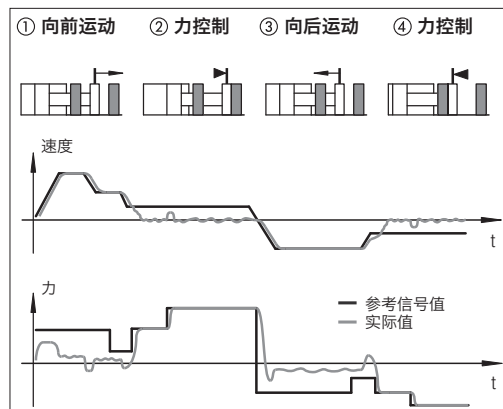 ① 向前运动 ② 力控制 ③ 向后运动 ④ 力控制
速度
t
力
参考信号值
实际值
t